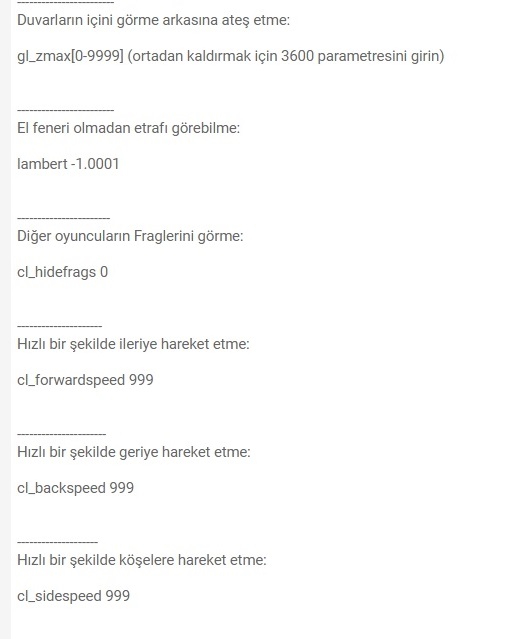 ------------------------
Duvarların içini görme arkasına ateş etme:
gl_zmax[0-9999] (ortadan kaldırmak için 3600 parametresini girin)
------------------------
El feneri olmadan etrafı görebilme:
lambert -1.0001
-----------------------
Diğer oyuncuların Fraglerini görme:
cl_hidefrags 0
---------------------
Hızlı bir şekilde ileriye hareket etme:
cl_forwardspeed 999
----------------------
Hızlı bir şekilde geriye hareket etme:
cl_backspeed 999
--------------------
Hızlı bir şekilde köşelere hareket etme:
cl_sidespeed 999